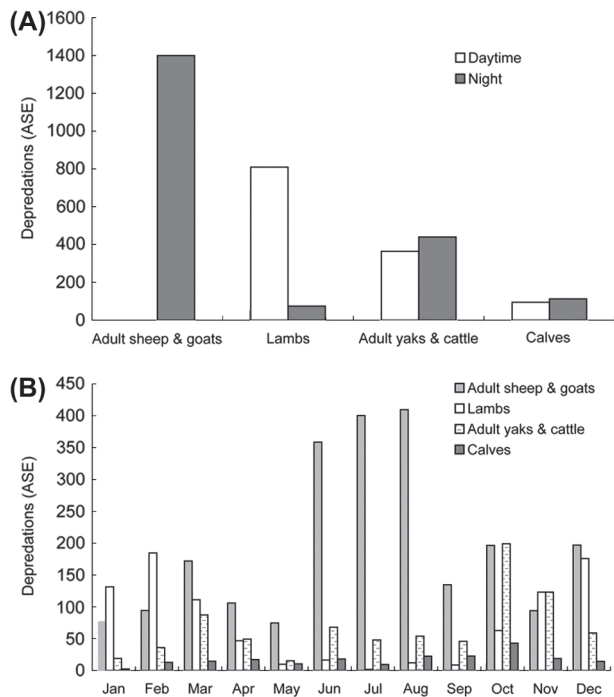 (A)
1600
1400
1200
1000
800
600
400
200
0
Depredations (ASE)
Daytime
Night
Adult sheep & goats Lambs Adult yaks & cattle Calves
(B)
450
400
350
300
250
200
150
100
50
0
Depredations (ASE)
Adult sheep & goats
Lambs
Adult yaks & cattle
Calves
Jan Feb Mar Apr May Jun Jul Aug Sep Oct Nov Dec